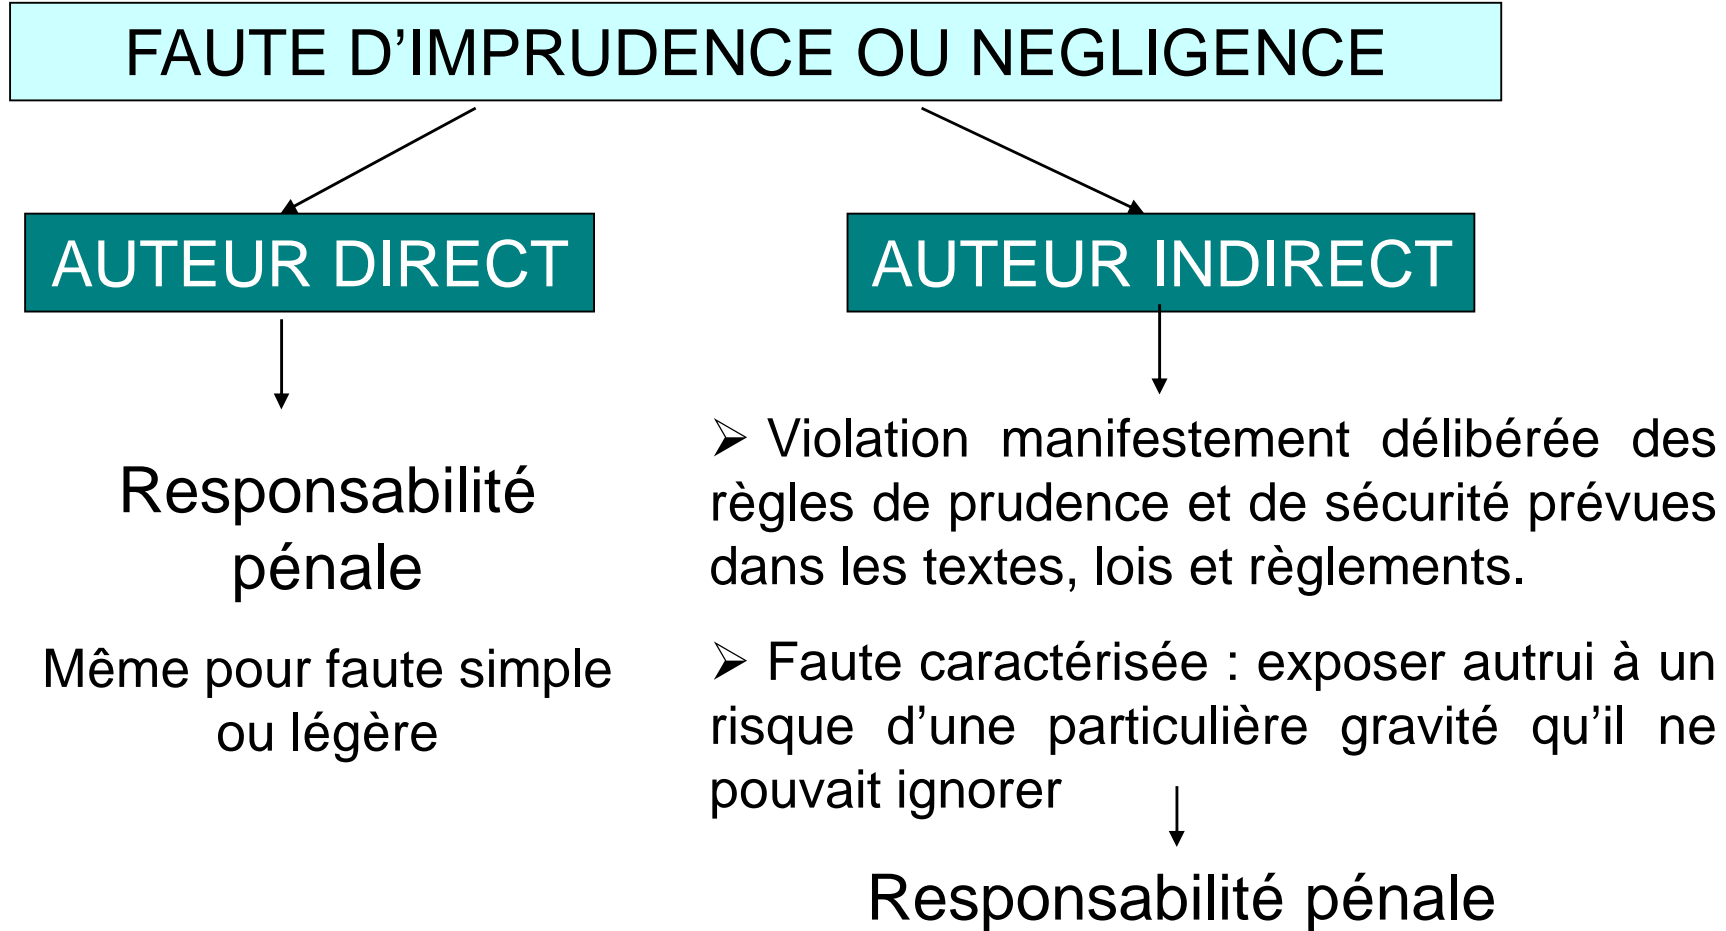 FAUTE D’IMPRUDENCE OU NEGLIGENCE
AUTEUR DIRECT
AUTEUR INDIRECT
Responsabilité
pénale
Même pour faute simple
ou légère
➢ Violation manifestement délibérée des
règles de prudence et de sécurité prévues
dans les textes, lois et règlements.
➢ Faute caractérisée : exposer autrui à un
risque d’une particulière gravité qu’il ne
pouvait ignorer
Responsabilité pénale